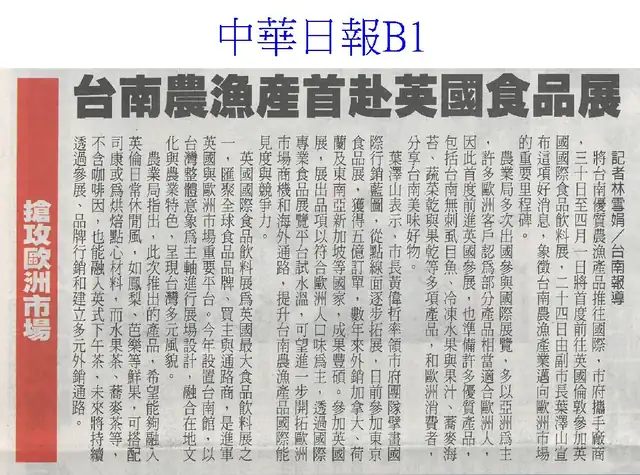 中華日報B1
台南農漁產首赴英國食品展
搶攻歐洲市場
記者林雪娟／台南報導
將台南優質農漁產品推往國際，市府攜手廠商
三十日至四月一日將首度前往英國倫敦參加英
國國際食品飲料展，二十四日由副市長葉澤山宣
布這項好消息，象徵台南農漁產業邁向歐洲市場
的重要里程碑。
農業局多次出國參與國際展覽，多以亞洲為主
，許多歐洲客戶認為部分產品相當適合歐洲人，
因此首度前進英國參展，也準備許多優質產品，
包括台南無刺虱目魚、冷凍水果與果汁、蕎麥海
苔、蔬菜乾與果乾等多項產品，和歐洲消費者，
分享台南美味好物。
葉澤山表示，市長黃偉哲率領市府團隊擘畫國
際行銷藍圖，從點線面逐步拓展，日前參加東京
食品展，獲得五億訂單，數年來外銷加拿大、荷
蘭及東南亞新加坡等國家，成果豐碩。參加英國
展，展出品項以符合歐洲人口味為主，透過國際
專業食品展覽平台試水溫，可望進一步開拓歐洲
市場商機和海外通路，提升台南農漁產品國際能
見度與競爭力。
英國國際食品飲料展為英國最大食品飲料展之
一，匯聚全球食品品牌、買主與通路商，是進軍
英國與歐洲市場重要平台。今年設置台南館，以
台灣整體意象為主軸進行展場設計，融合在地文
化與農業特色，呈現台灣多元風貌。
農業局指出，此次推出的產品，希望能夠融入
英倫日常休閒風，如鳳梨、芭樂等鮮果，可搭配
司康或為烘焙點心材料，而水果茶、蕎麥茶等，
不含咖啡因，也能融入英式下午茶，未來將持續
透過參展、品牌行銷和建立多元外銷通路。